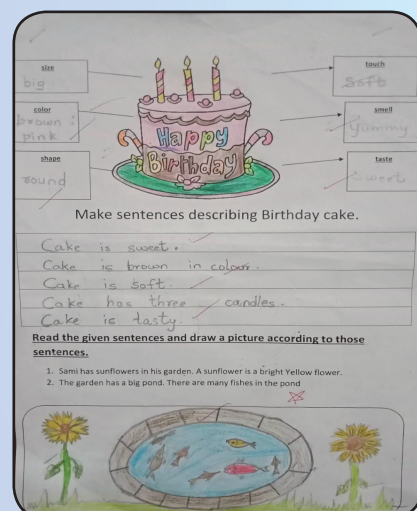 size
big
touch
soft
color
brown :
pink
smell
yummy
shape
round
taste
sweet
Happy
Birthday
Make sentences describing Birthday cake.
Cake is sweet.
Cake is brown in colour.
Cake is soft.
Cake has three candles.
Cake is tasty.
Read the given sentences and draw a picture according to those
sentences.
1. Sami has sunflowers in his garden. A sunflower is a bright Yellow flower.
2. The garden has a big pond. There are many fishes in the pond